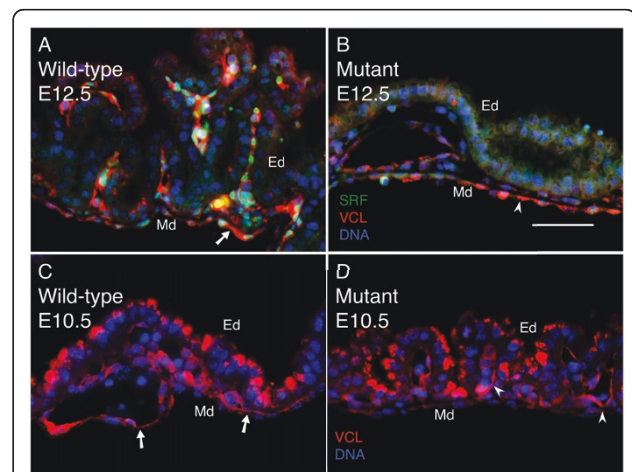 A
Wild-type
E12.5
Ed
Md
B
Mutant
E12.5
Ed
Md
SRF
VCL
DNA
C
Wild-type
E10.5
Ed
Md
D
Mutant
E10.5
Ed
Md
VCL
DNA